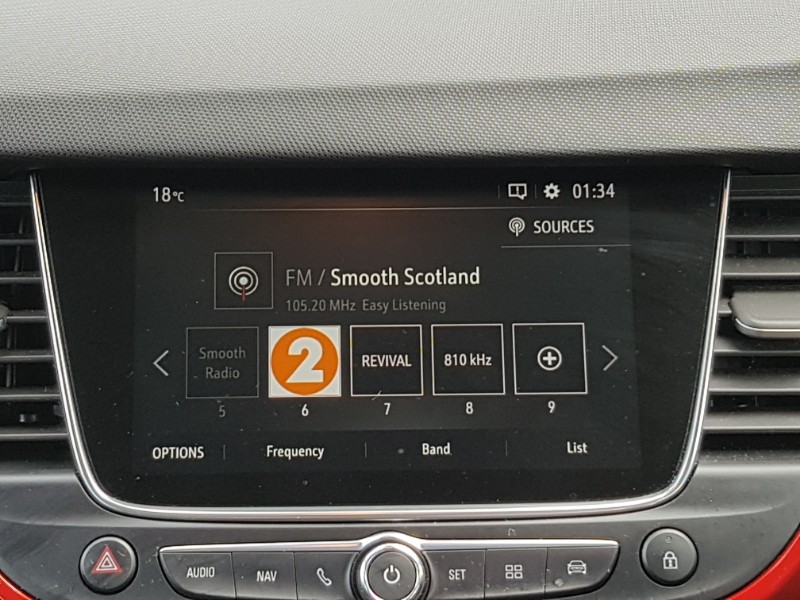 18°C 01:34
SOURCES
FM / Smooth Scotland
105.20 MHz Easy Listening
Smooth Radio
2
REVIVAL
810 kHz
5 6 7 8 9
OPTIONS Frequency Band List
AUDIO NAV SET